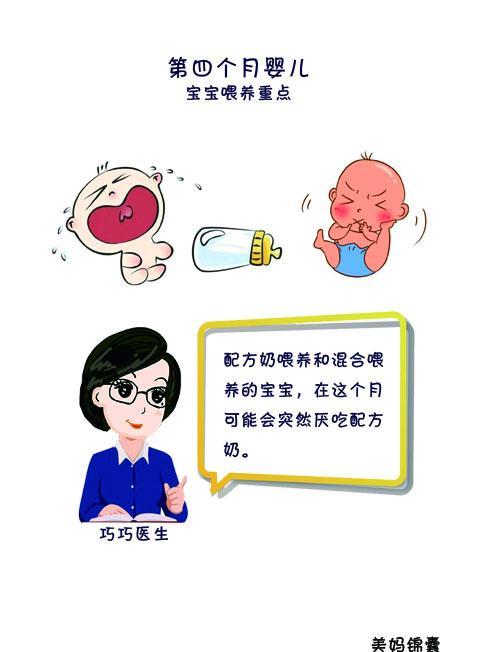 第四个月婴儿
宝宝喂养重点
配方奶喂养和混合喂
养的宝宝，在这个月
可能会突然厌吃配方
奶。
巧巧医生
美妈锦囊